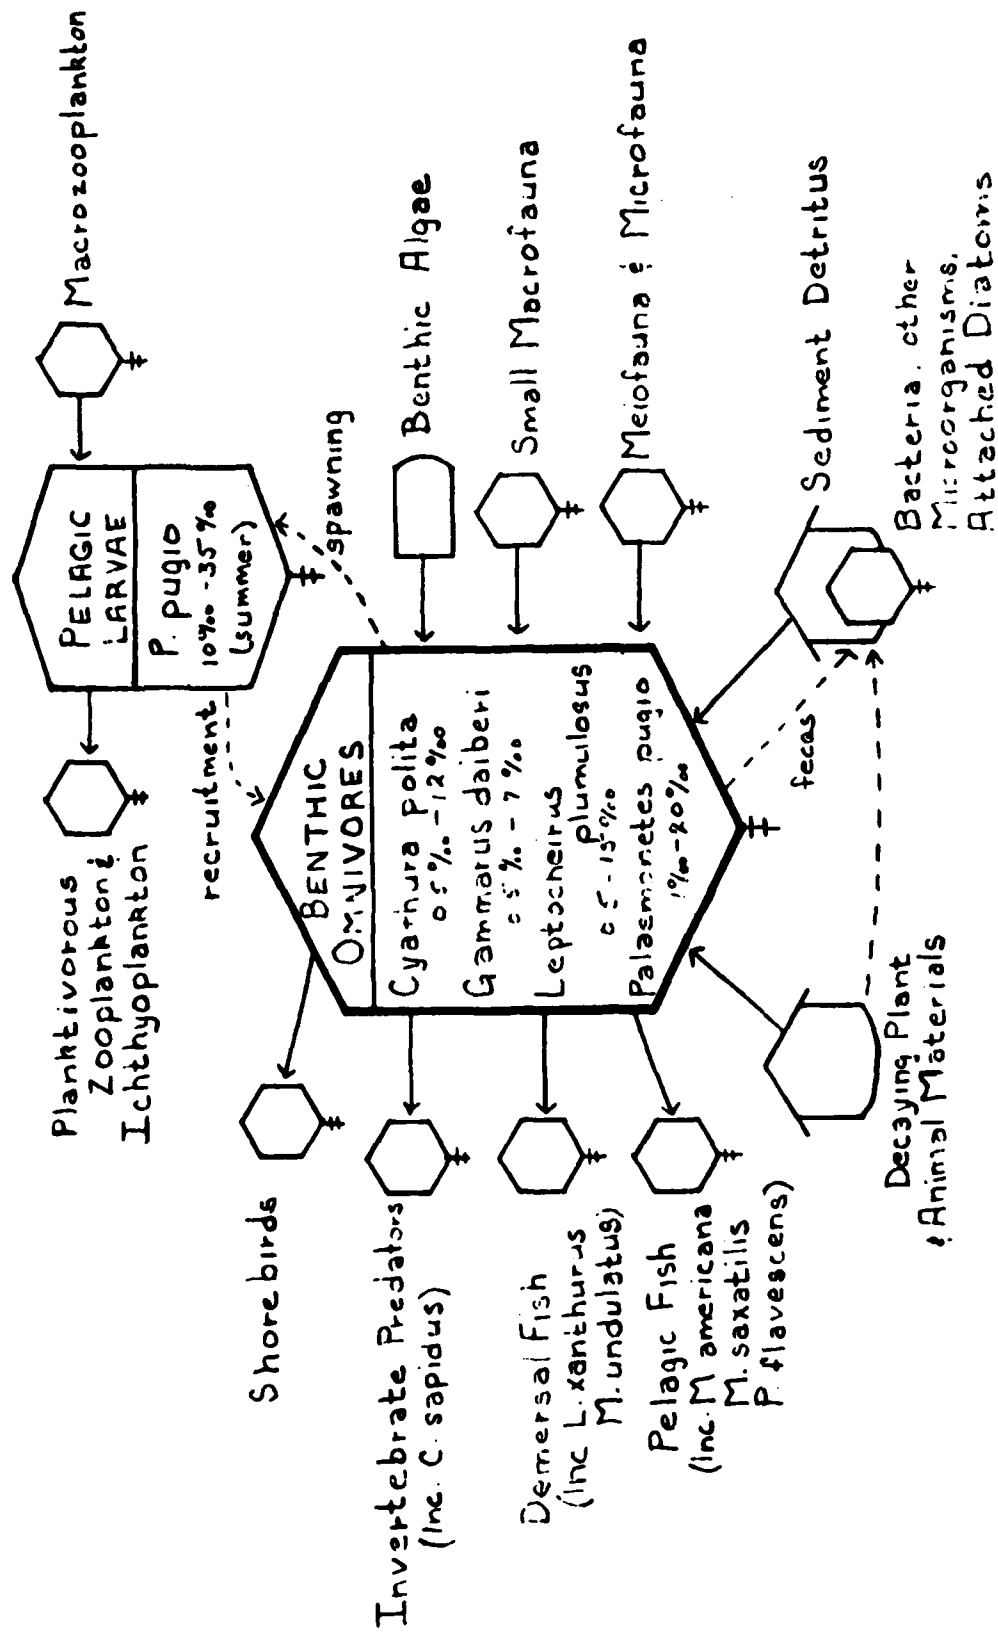 Macrozooplankton
PELAGIC
LARVAE
P. pugio
10‰-35‰
(summer)
Planktivorous
Zooplankton &
Ichthyoplankton
recruitment
spawning
Shorebirds
Invertebrate Predators
(Inc. C. sapidus)
Demersal Fish
(Inc L. xanthurus
M. undulatus)
Pelagic Fish
(Inc. M americana
M. saxatilis
P. flavescens)
BENTHIC
OMNIVORES
Cyathura polita
0.5‰-12‰
Gammarus daiberi
0.5‰-7‰
Leptocheirus
plumulosus
0.5-15‰
Palaemonetes pugio
1‰-20‰
Benthic Algae
Small Macrofauna
Meiofauna & Microfauna
Sediment Detritus
Bacteria, other
Microorganisms,
Attached Diatoms
feces
Decaying Plant
& Animal Materials